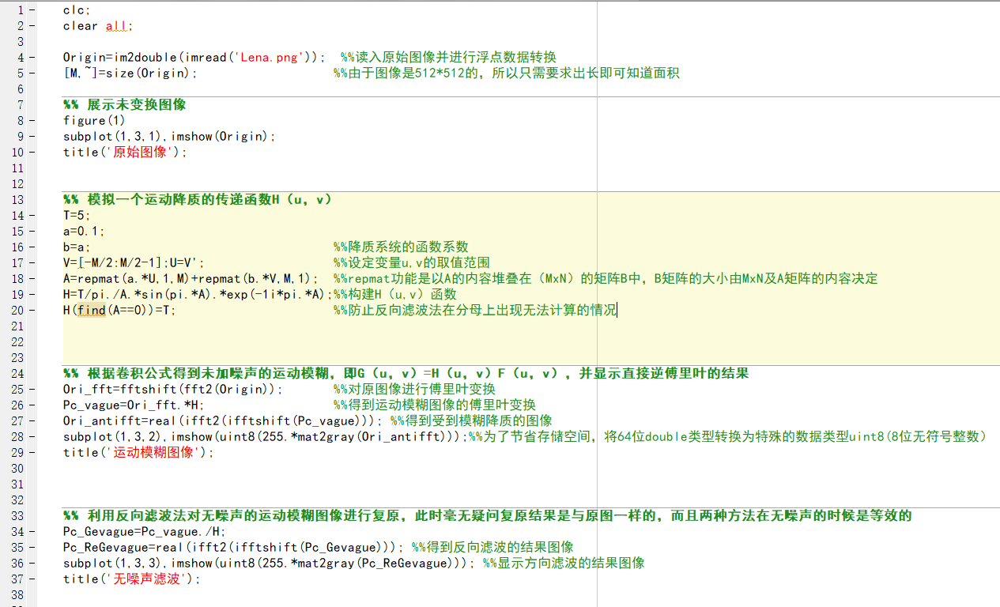 1 - clc;
2 - clear all;
3
4 - Origin=im2double(imread('Lena.png')); %%读入原始图像并进行浮点数据转换
5 - [M,~]=size(Origin); %%由于图像是512*512的，所以只需要求出长即可知道面积
6
7 %% 展示未变换图像
8 - figure(1)
9 - subplot(1,3,1),imshow(Origin);
10 - title('原始图像');
11
12
13 %% 模拟一个运动降质的传递函数H（u，v）
14 - T=5;
15 - a=0.1;
16 - b=a; %%降质系统的函数系数
17 - V=[-M/2:M/2-1];U=V'; %%设定变量u,v的取值范围
18 - A=repmat(a.*U,1,M)+repmat(b.*V,M,1); %%repmat功能是以A的内容堆叠在（MxN）的矩阵B中，B矩阵的大小由MxN及A矩阵的内容决定
19 - H=T/pi./A.*sin(pi.*A).*exp(-1i*pi.*A);%%构建H（u,v）函数
20 - H(find(A==0))=T; %%防止反向滤波法在分母上出现无法计算的情况
21
22
23
24 %% 根据卷积公式得到未加噪声的运动模糊，即G（u，v）=H（u，v）F（u，v），并显示直接逆傅里叶的结果
25 - Ori_fft=fftshift(fft2(Origin)); %%对原图像进行傅里叶变换
26 - Pc_vague=Ori_fft.*H; %%得到运动模糊图像的傅里叶变换
27 - Ori_antifft=real(ifft2(ifftshift(Pc_vague))); %%得到受到模糊降质的图像
28 - subplot(1,3,2),imshow(uint8(255.*mat2gray(Ori_antifft)));%%为了节省存储空间，将64位double类型转换为特殊的数据类型uint8(8位无符号整数）
29 - title('运动模糊图像');
30
31
32
33 %% 利用反向滤波法对无噪声的运动模糊图像进行复原，此时毫无疑问复原结果是与原图一样的，而且两种方法在无噪声的时候是等效的
34 - Pc_Gevague=Pc_vague./H;
35 - Pc_ReGevague=real(ifft2(ifftshift(Pc_Gevague))); %%得到反向滤波的结果图像
36 - subplot(1,3,3),imshow(uint8(255.*mat2gray(Pc_ReGevague))); %%显示方向滤波的结果图像
37 - title('无噪声滤波');
38